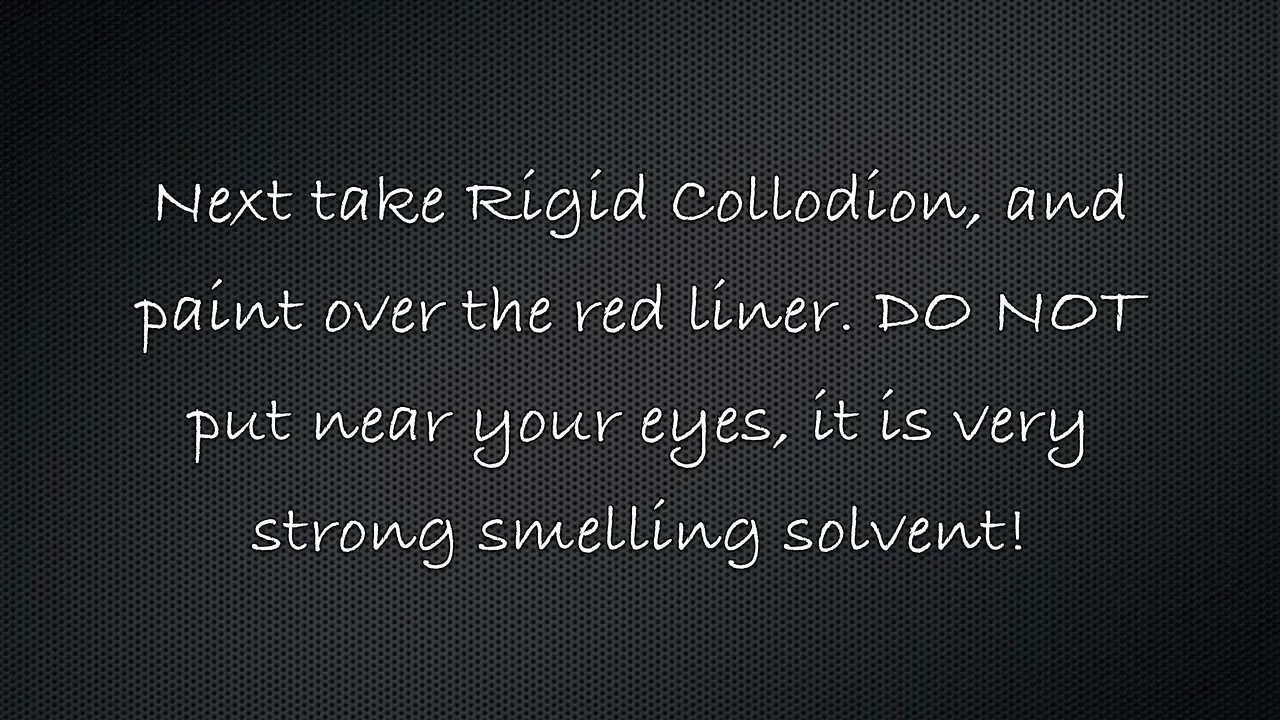 Next take Rigid Collodion, and
paint over the red liner. DO NOT
put near your eyes, it is very
strong smelling solvent!